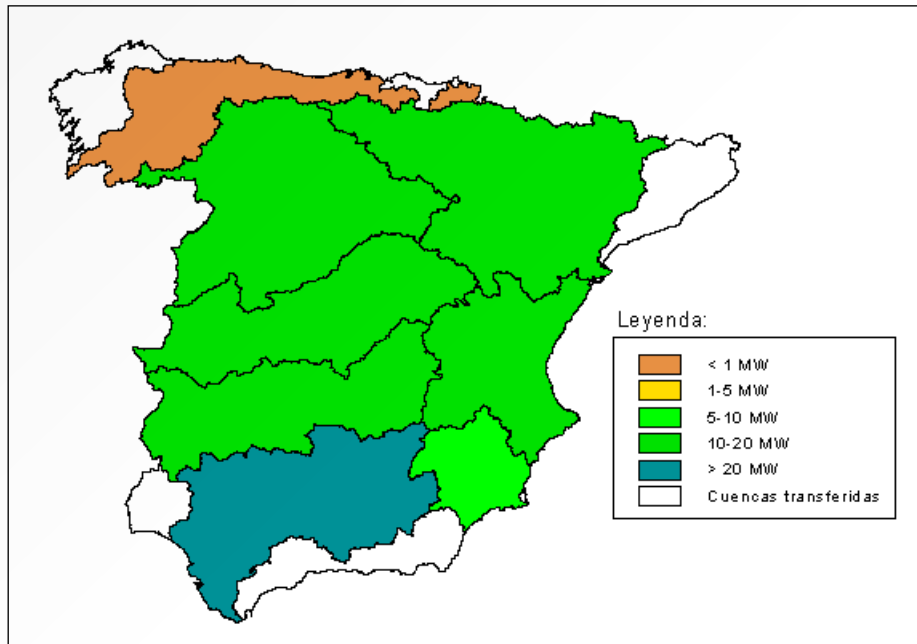 Leyenda:
< 1 MW
1-5 MW
5-10 MW
10-20 MW
> 20 MW
Cuencas transferidas